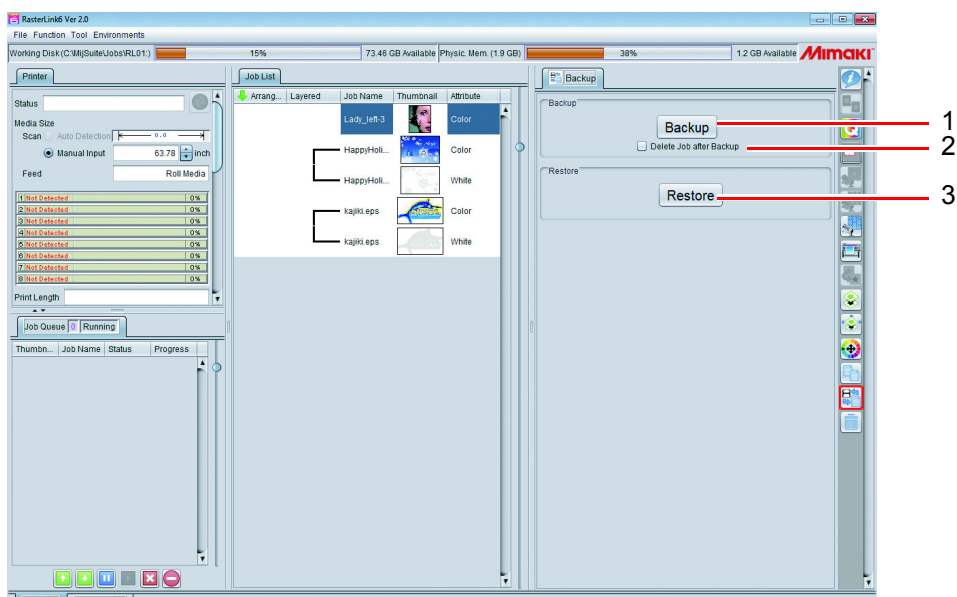 RasterLink6 Ver 2.0
File Function Tool Environments
Working Disk (C:\MijSuite\Jobs\RL01:) 15% 73.46 GB Available Physic. Mem. (1.9 GB) 38% 1.2 GB Available Mimaki
Printer
Status
Media Size
Scan Auto Detection 0.0
Manual Input 63.78 inch
Feed Roll Media
1 Not Detected 0%
2 Not Detected 0%
3 Not Detected 0%
4 Not Detected 0%
5 Not Detected 0%
6 Not Detected 0%
7 Not Detected 0%
8 Not Detected 0%
Print Length
Job Queue 0 Running
Thumbn... Job Name Status Progress
Job List
Arrang... Layered Job Name Thumbnail Attribute
Lady_left-3 Color
HappyHoli... Color
HappyHoli... White
kajiki.eps Color
kajiki.eps White
Backup
Backup
Backup
Delete Job after Backup
Restore
Restore
1
2
3